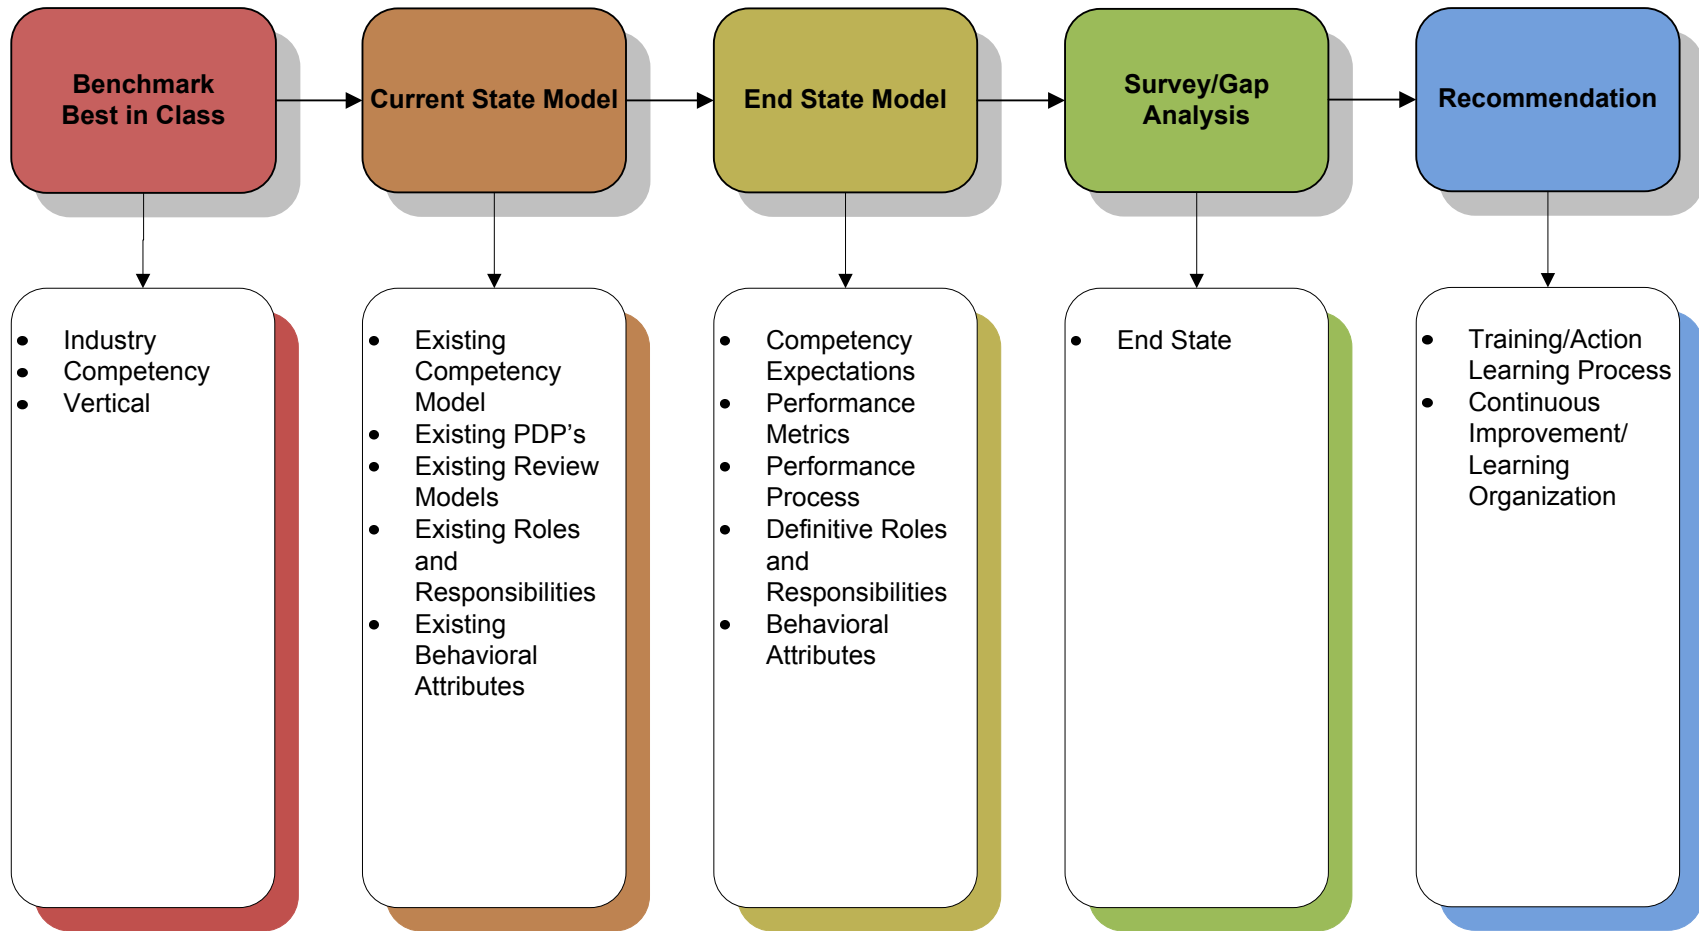 Benchmark
Best in Class
Current State Model
End State Model
Survey/Gap
Analysis
Recommendation
• Industry
• Competency
• Vertical
• Existing
Competency
Model
• Existing PDP’s
• Existing Review
Models
• Existing Roles
and
Responsibilities
• Existing
Behavioral
Attributes
• Competency
Expectations
• Performance
Metrics
• Performance
Process
• Definitive Roles
and
Responsibilities
• Behavioral
Attributes
• End State
• Training/Action
Learning Process
• Continuous
Improvement/
Learning
Organization